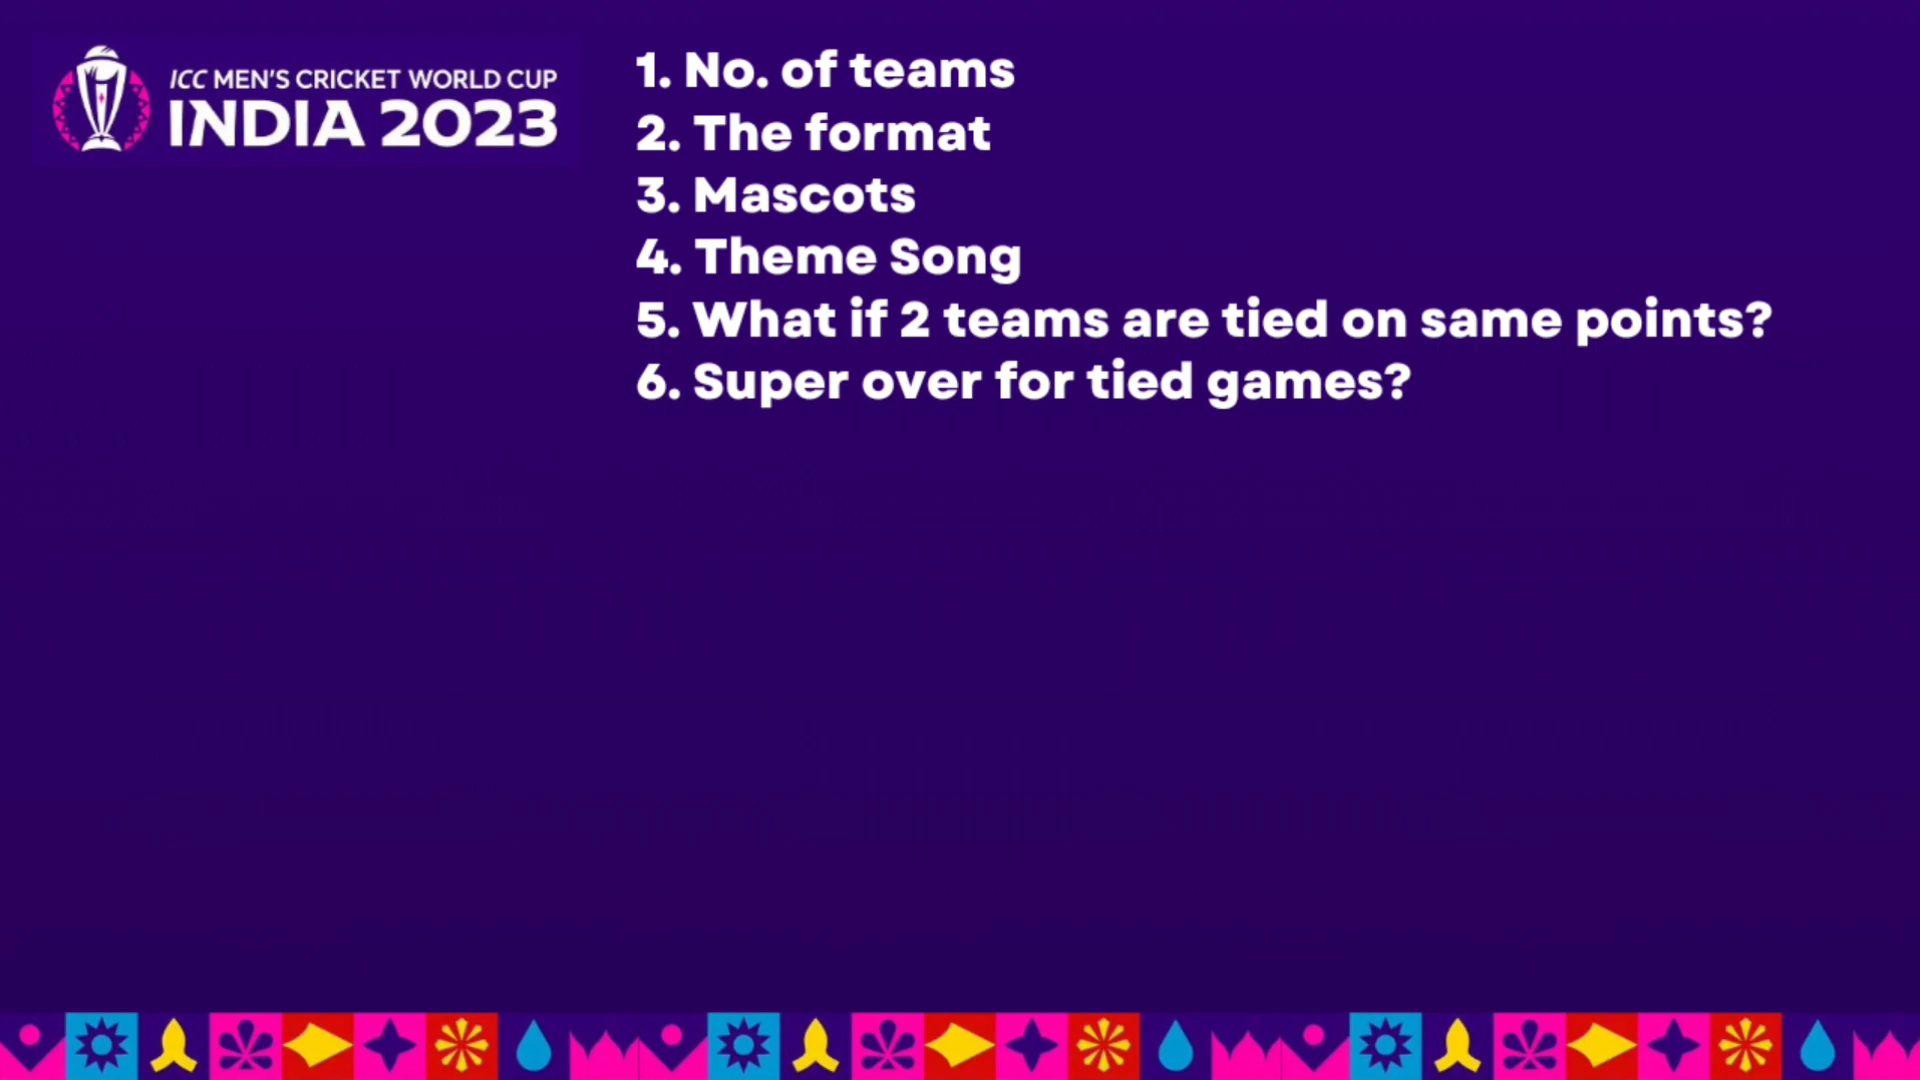 ICC MEN'S CRICKET WORLD CUP
INDIA 2023
1. No. of teams
2. The format
3. Mascots
4. Theme Song
5. What if 2 teams are tied on same points?
6. Super over for tied games?